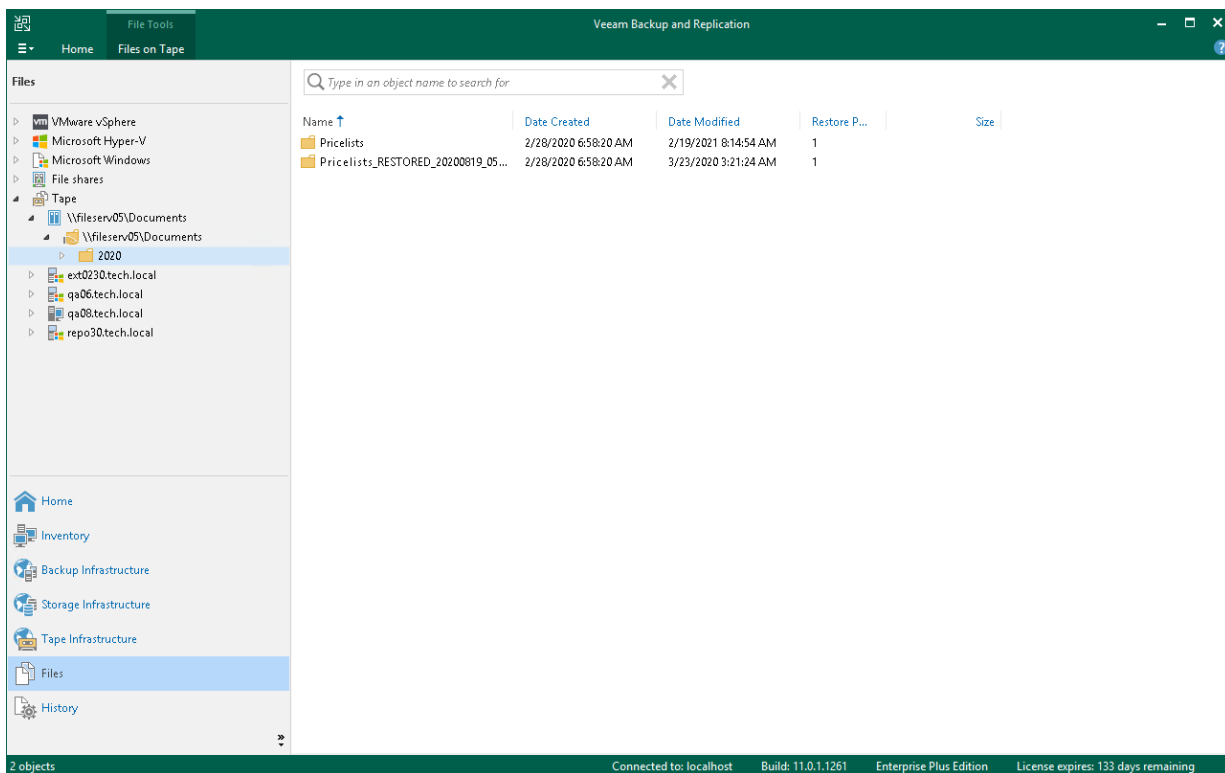 File Tools
Veeam Backup and Replication
Home Files on Tape
?
Files
Type in an object name to search for
Name Date Created Date Modified Restore P... Size
Pricelists 2/28/2020 6:58:20 AM 2/19/2021 8:14:54 AM 1
Pricelists_RESTORED_20200819_05... 2/28/2020 6:58:20 AM 3/23/2020 3:21:24 AM 1
vm VMware vSphere
Microsoft Hyper-V
Microsoft Windows
File shares
Tape
\\fileserv05\Documents
\\fileserv05\Documents
2020
ext0230.tech.local
qa06.tech.local
qa08.tech.local
repo30.tech.local
Home
Inventory
Backup Infrastructure
Storage Infrastructure
Tape Infrastructure
Files
History
2 objects Connected to: localhost Build: 11.0.1.1261 Enterprise Plus Edition License expires: 133 days remaining